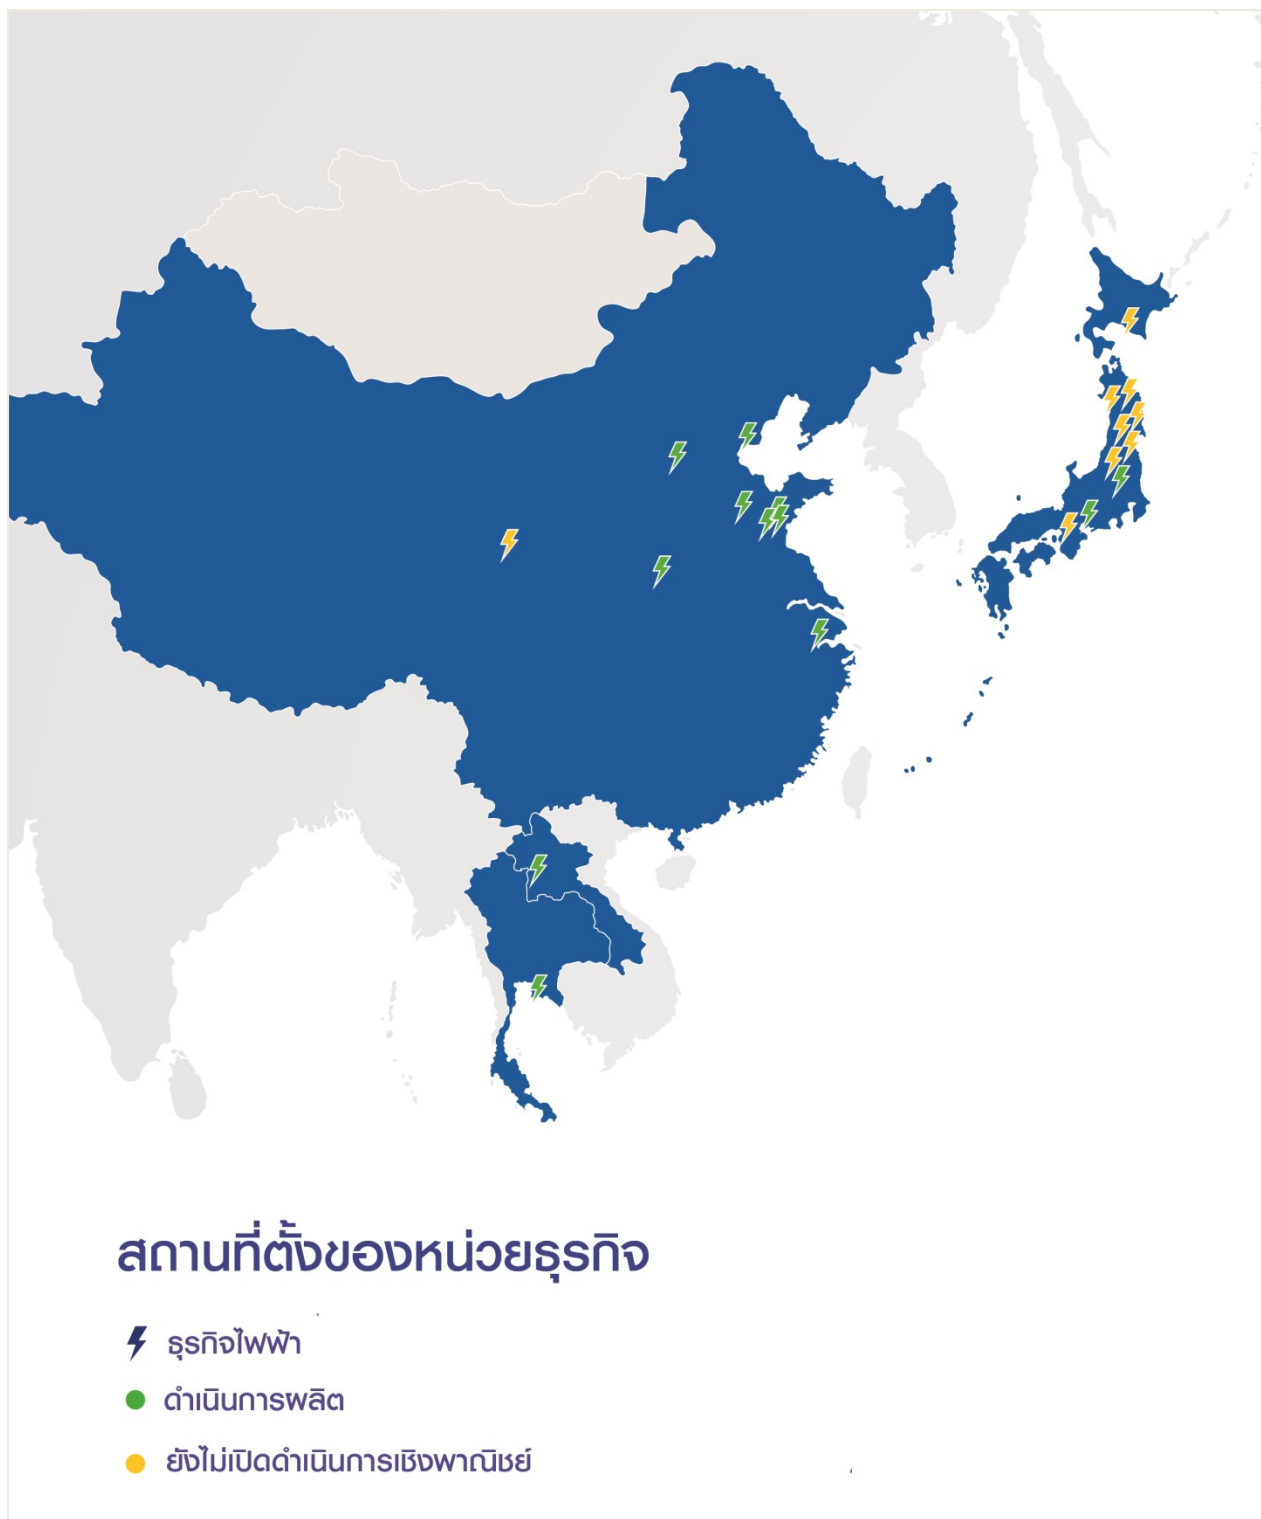 สถานที่ตั้งของหน่วยธุรกิจ
ธุรกิจไฟฟ้า
ดำเนินการผลิต
ยังไม่เปิดดำเนินการเชิงพาณิชย์